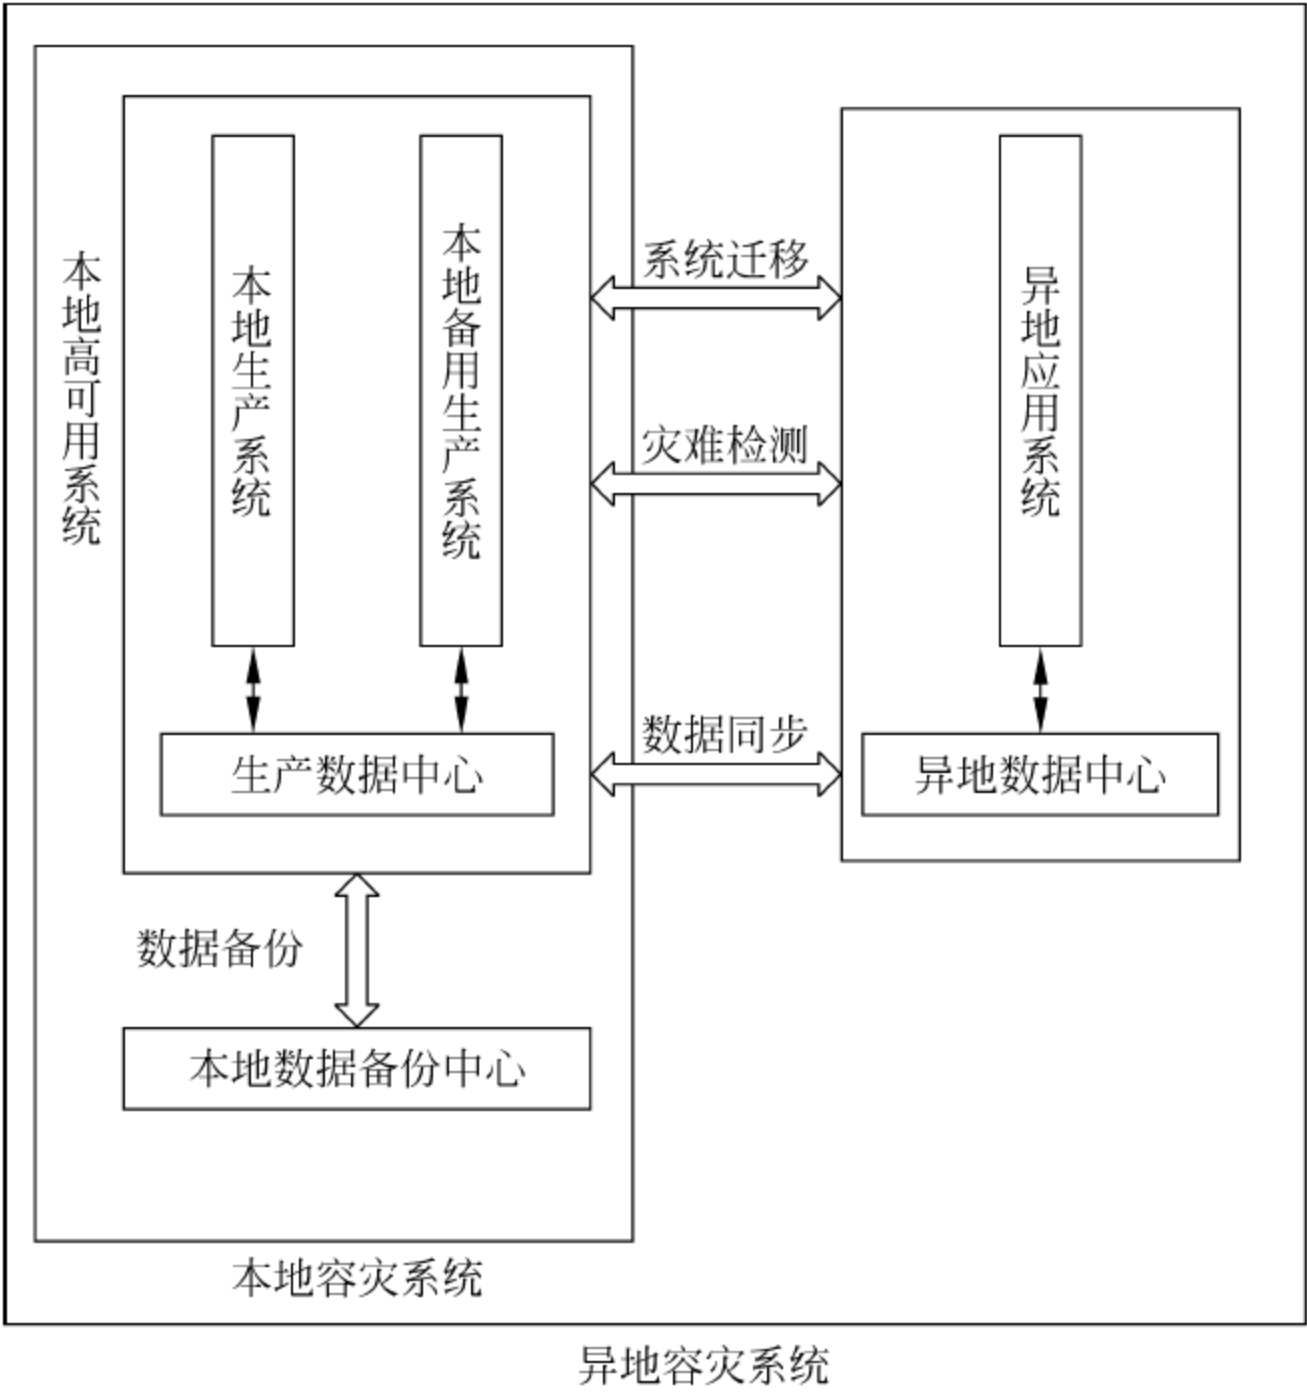 本地高可用系统
本地生产系统
本地备用生产系统
系统迁移
灾难检测
异地应用系统
生产数据中心
数据同步
异地数据中心
数据备份
本地数据备份中心
本地容灾系统
异地容灾系统